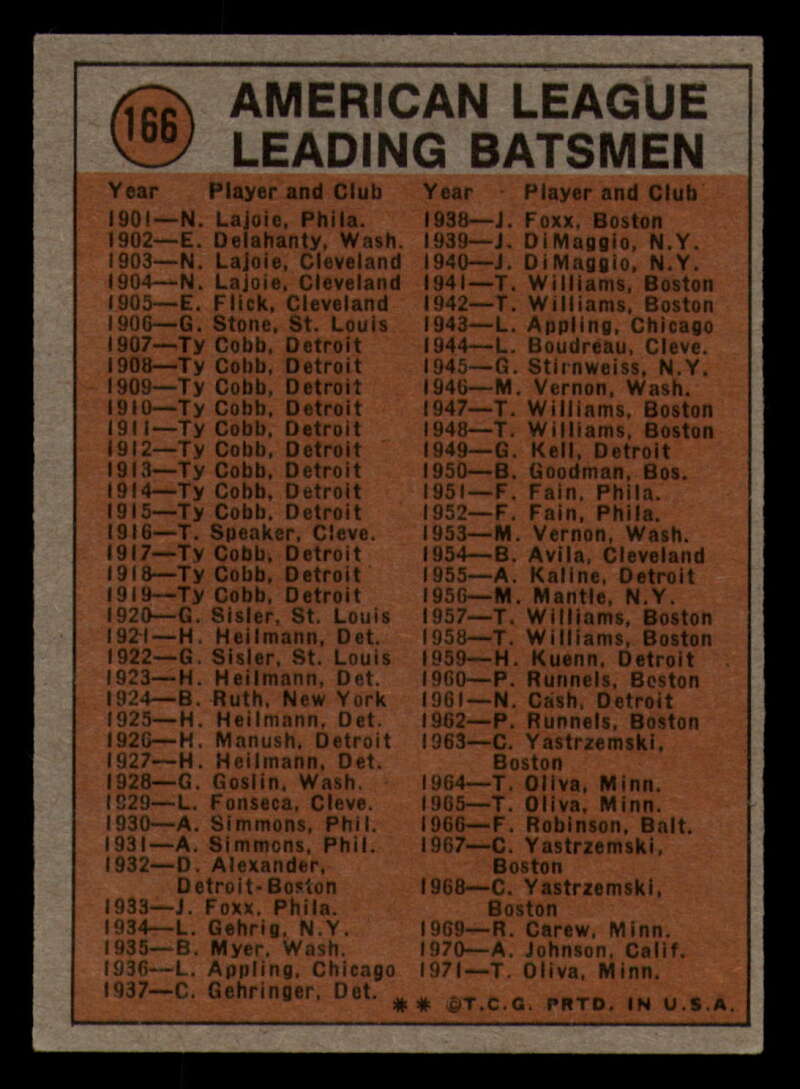 166
AMERICAN LEAGUE
LEADING BATSMEN
Year Player and Club
1901—N. Lajoie, Phila.
1902—E. Delahanty, Wash.
1903—N. Lajoie, Cleveland
1904—N. Lajoie, Cleveland
1905—E. Flick, Cleveland
1906—G. Stone, St. Louis
1907—Ty Cobb, Detroit
1908—Ty Cobb, Detroit
1909—Ty Cobb, Detroit
1910—Ty Cobb, Detroit
1911—Ty Cobb, Detroit
1912—Ty Cobb, Detroit
1913—Ty Cobb, Detroit
1914—Ty Cobb, Detroit
1915—Ty Cobb, Detroit
1916—T. Speaker, Cleve.
1917—Ty Cobb, Detroit
1918—Ty Cobb, Detroit
1919—Ty Cobb, Detroit
1920—G. Sisler, St. Louis
1921—H. Heilmann, Det.
1922—G. Sisler, St. Louis
1923—H. Heilmann, Det.
1924—B. Ruth, New York
1925—H. Heilmann, Det.
1926—H. Manush, Detroit
1927—H. Heilmann, Det.
1928—G. Goslin, Wash.
1929—L. Fonseca, Cleve.
1930—A. Simmons, Phil.
1931—A. Simmons, Phil.
1932—D. Alexander,
Detroit-Boston
1933—J. Foxx, Phila.
1934—L. Gehrig, N.Y.
1935—B. Myer, Wash.
1936—L. Appling, Chicago
1937—C. Gehringer, Det.
Year Player and Club
1938—J. Foxx, Boston
1939—J. DiMaggio, N.Y.
1940—J. DiMaggio, N.Y.
1941—T. Williams, Boston
1942—T. Williams, Boston
1943—L. Appling, Chicago
1944—L. Boudreau, Cleve.
1945—G. Stirnweiss, N.Y.
1946—M. Vernon, Wash.
1947—T. Williams, Boston
1948—T. Williams, Boston
1949—G. Kell, Detroit
1950—B. Goodman, Bos.
1951—F. Fain, Phila.
1952—F. Fain, Phila.
1953—M. Vernon, Wash.
1954—B. Avila, Cleveland
1955—A. Kaline, Detroit
1956—M. Mantle, N.Y.
1957—T. Williams, Boston
1958—T. Williams, Boston
1959—H. Kuenn, Detroit
1960—P. Runnels, Boston
1961—N. Cash, Detroit
1962—P. Runnels, Boston
1963—C. Yastrzemski,
Boston
1964—T. Oliva, Minn.
1965—T. Oliva, Minn.
1966—F. Robinson, Balt.
1967—C. Yastrzemski,
Boston
1968—C. Yastrzemski,
Boston
1969—R. Carew, Minn.
1970—A. Johnson, Calif.
1971—T. Oliva, Minn.
* * ©T.C.G. PRTD. IN U.S.A.